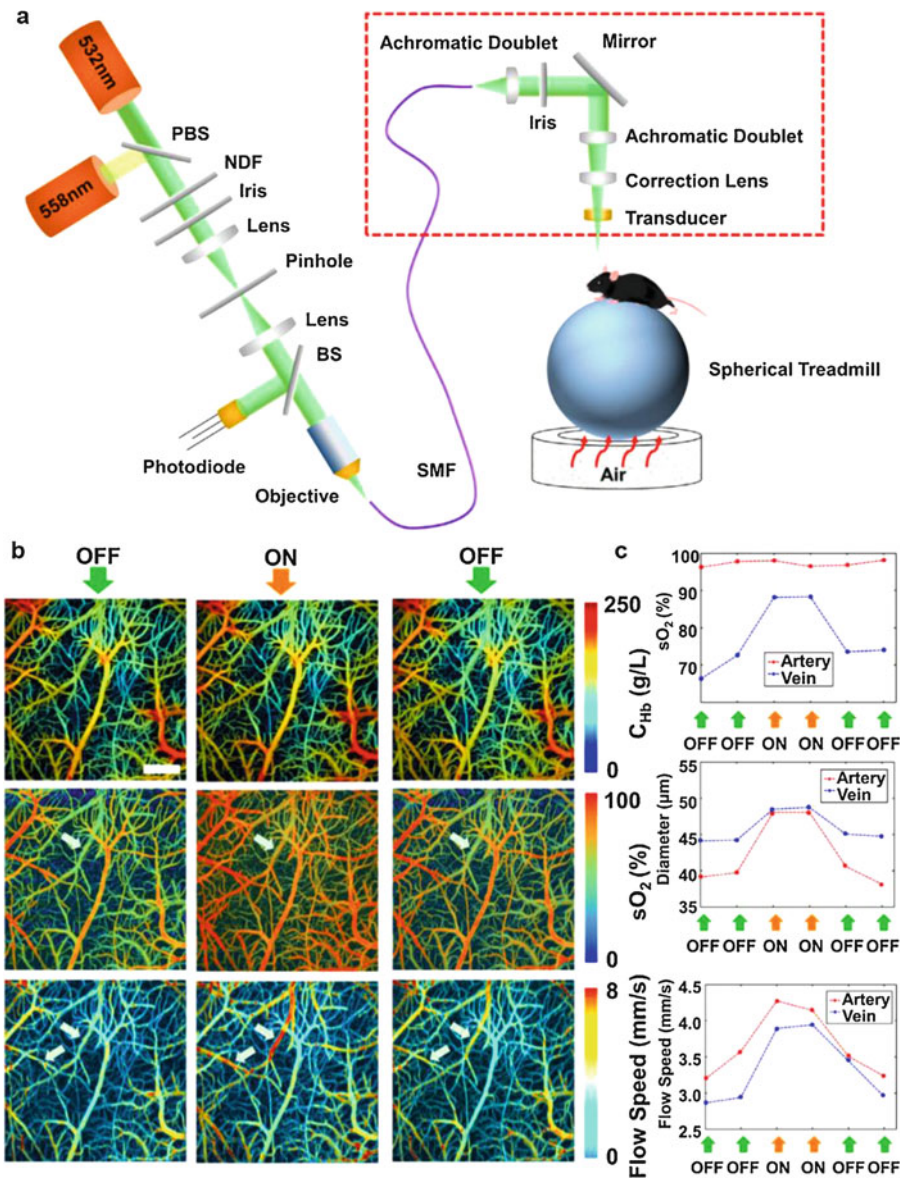 a
532nm
558nm
PBS
NDF
Iris
Lens
Pinhole
Lens
BS
Photodiode
Objective
SMF
Achromatic Doublet
Mirror
Iris
Achromatic Doublet
Correction Lens
Transducer
Spherical Treadmill
Air
b
OFF
ON
OFF
250
C_Hb (g/L)
0
100
sO₂ (%)
0
8
Flow Speed (mm/s)
0
c
100
90
80
70
sO₂ (%)
Artery
Vein
OFF OFF ON ON OFF OFF
55
50
45
40
35
Diameter (μm)
Artery
Vein
OFF OFF ON ON OFF OFF
4.5
4.0
3.5
3.0
2.5
Flow Speed (mm/s)
Artery
Vein
OFF OFF ON ON OFF OFF